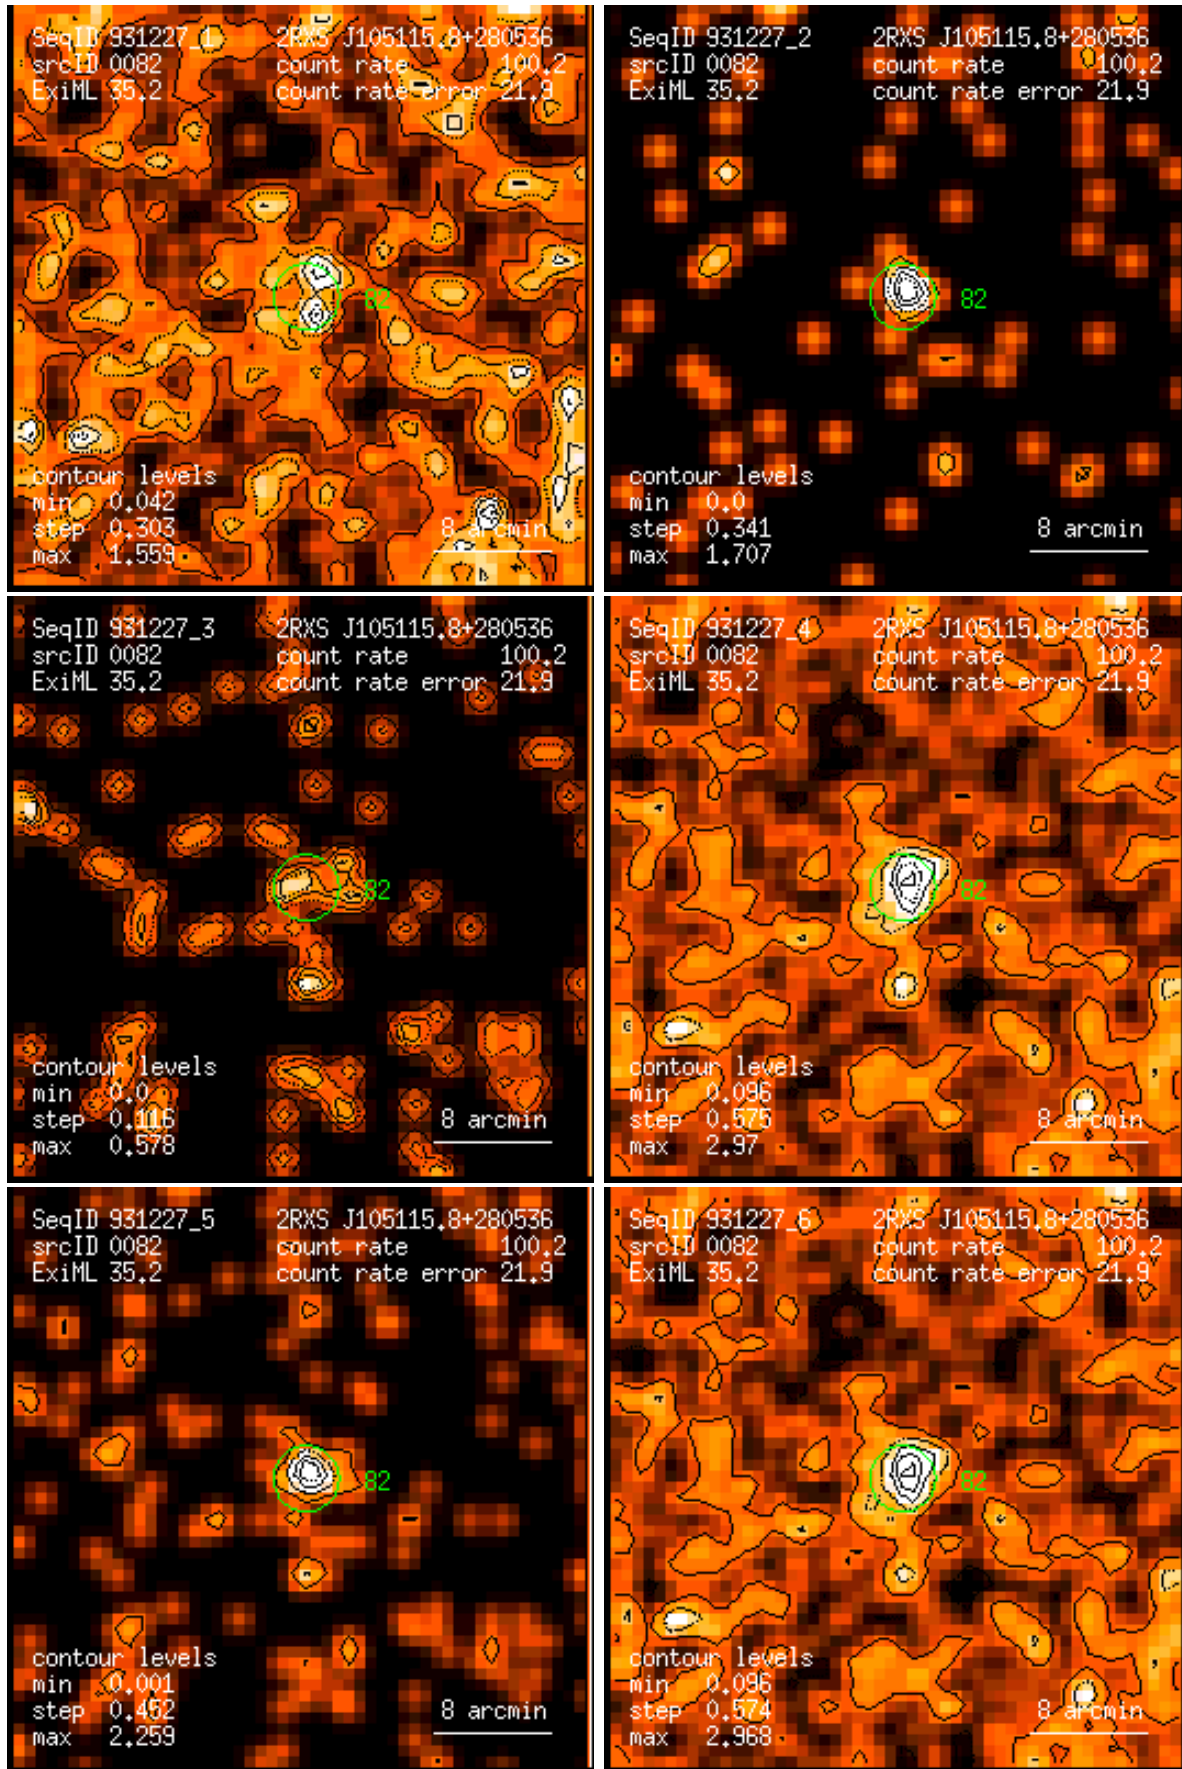 SeqID 931227_1 2RXS J105115.8+280536
srcID 0082 count rate 100.2
ExiML 35.2 count rate error 21.9
82
contour levels
min 0.042
step 0.303 8 arcmin
max 1.559
SeqID 931227_2 2RXS J105115.8+280536
srcID 0082 count rate 100.2
ExiML 35.2 count rate error 21.9
82
contour levels
min 0.0
step 0.341 8 arcmin
max 1.707
SeqID 931227_3 2RXS J105115.8+280536
srcID 0082 count rate 100.2
ExiML 35.2 count rate error 21.9
82
contour levels
min 0.0
step 0.116 8 arcmin
max 0.578
SeqID 931227_4 2RXS J105115.8+280536
srcID 0082 count rate 100.2
ExiML 35.2 count rate error 21.9
82
contour levels
min 0.096
step 0.575 8 arcmin
max 2.97
SeqID 931227_5 2RXS J105115.8+280536
srcID 0082 count rate 100.2
ExiML 35.2 count rate error 21.9
82
contour levels
min 0.001
step 0.452 8 arcmin
max 2.259
SeqID 931227_6 2RXS J105115.8+280536
srcID 0082 count rate 100.2
ExiML 35.2 count rate error 21.9
82
contour levels
min 0.096
step 0.574 8 arcmin
max 2.968